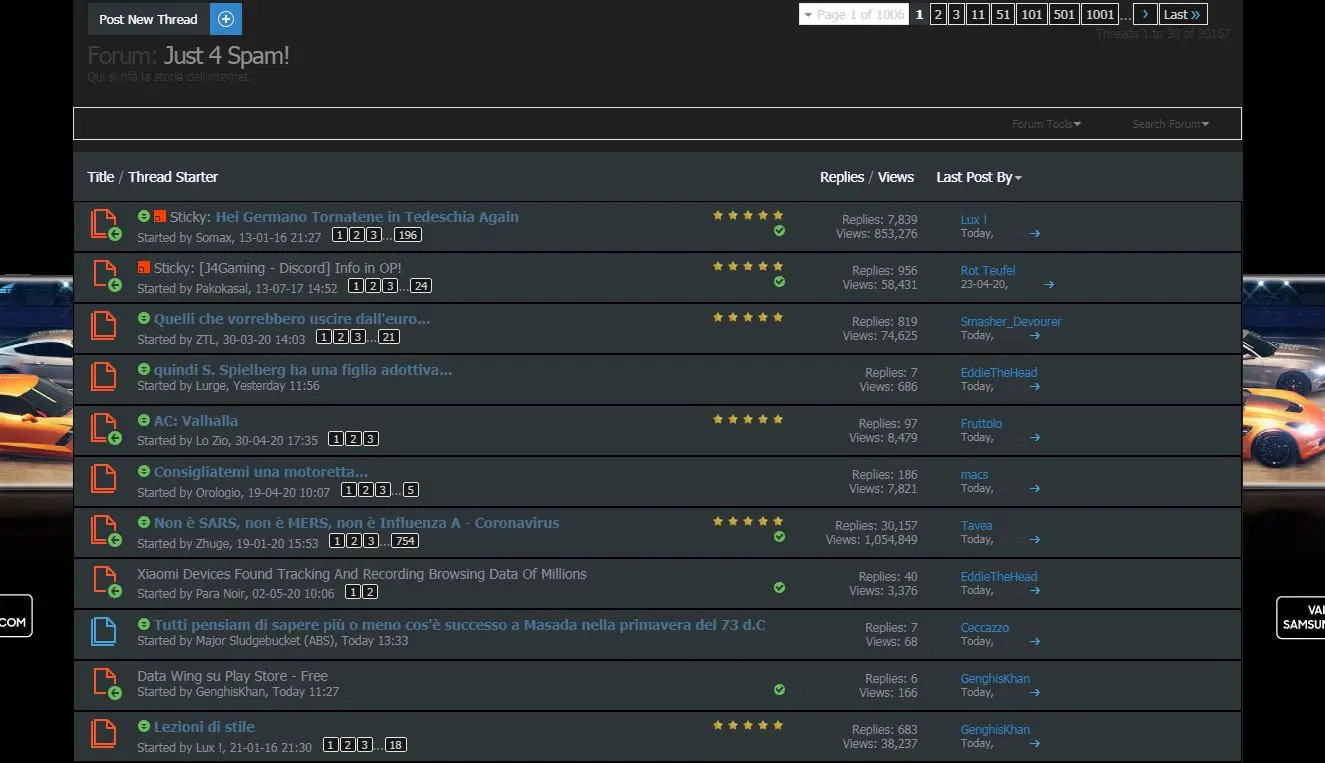 Post New Thread
Page 1 of 1006 1 2 3 11 51 101 501 1001 ... Last
Threads 1 to 30 of 30167
Forum: Just 4 Spam!
Qui si rifà la storia dell'internet.
Forum Tools Search Forum
Title / Thread Starter Replies / Views Last Post By
Sticky: Hei Germano Tornatene in Tedeschia Again Replies: 7,839 Lux !
Started by Somax, 13-01-16 21:27 1 2 3 ... 196 Views: 853,276 Today,
Sticky: [J4Gaming - Discord] Info in OP! Replies: 956 Rot Teufel
Started by Pakokasal, 13-07-17 14:52 1 2 3 ... 24 Views: 58,431 23-04-20,
Quelli che vorrebbero uscire dall'euro... Replies: 819 Smasher_Devourer
Started by ZTL, 30-03-20 14:03 1 2 3 ... 21 Views: 74,625 Today,
quindi S. Spielberg ha una figlia adottiva... Replies: 7 EddieTheHead
Started by Lurge, Yesterday 11:56 Views: 686 Today,
AC: Valhalla Replies: 97 Fruttolo
Started by Lo Zio, 30-04-20 17:35 1 2 3 Views: 8,479 Today,
Consigliatemi una motoretta... Replies: 186 macs
Started by Orologio, 19-04-20 10:07 1 2 3 ... 5 Views: 7,821 Today,
Non è SARS, non è MERS, non è Influenza A - Coronavirus Replies: 30,157 Tavea
Started by Zhuge, 19-01-20 15:53 1 2 3 ... 754 Views: 1,054,849 Today,
Xiaomi Devices Found Tracking And Recording Browsing Data Of Millions Replies: 40 EddieTheHead
Started by Para Noir, 02-05-20 10:06 1 2 Views: 3,376 Today,
.COM
VAI
SAMSUN
Tutti pensiam di sapere più o meno cos'è successo a Masada nella primavera del 73 d.C Replies: 7 Ceccazzo
Started by Major Sludgebucket (ABS), Today 13:33 Views: 68 Today,
Data Wing su Play Store - Free Replies: 6 GenghisKhan
Started by GenghisKhan, Today 11:27 Views: 166 Today,
Lezioni di stile Replies: 683 GenghisKhan
Started by Lux !, 21-01-16 21:30 1 2 3 ... 18 Views: 38,237 Today,